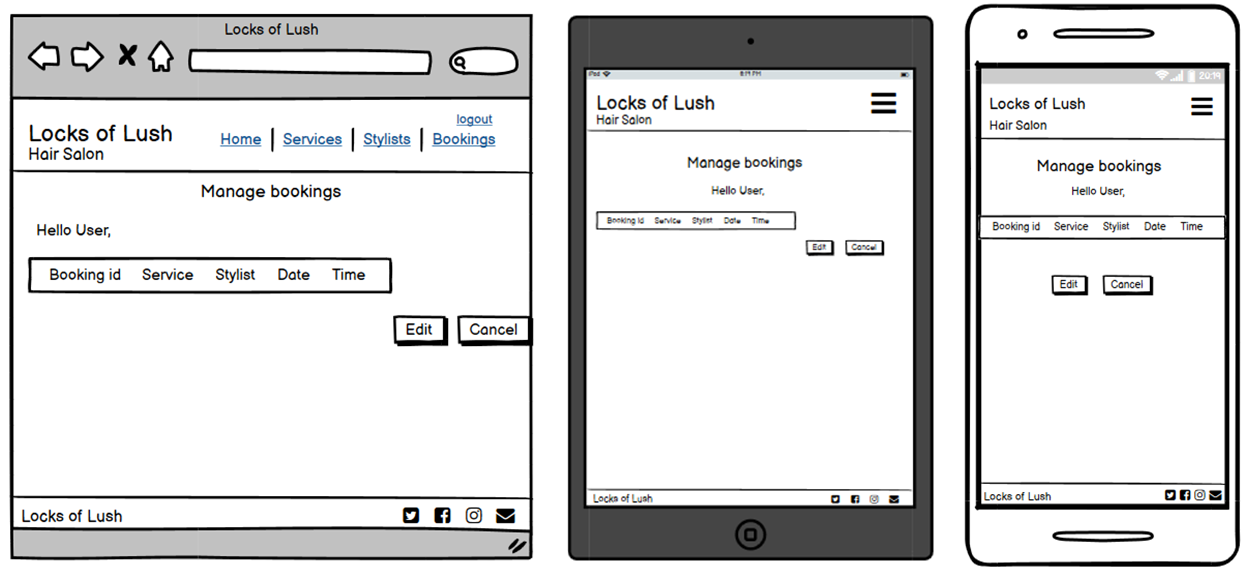 Locks of Lush
logout
Locks of Lush
Home Services Stylists Bookings
Hair Salon
Manage bookings
Hello User,
Booking id Service Stylist Date Time
Edit Cancel
Locks of Lush
iPad 8:19 PM
Locks of Lush
Hair Salon
Manage bookings
Hello User,
Booking id Service Stylist Date Time
Edit Cancel
Locks of Lush
20:19
Locks of Lush
Hair Salon
Manage bookings
Hello User,
Booking id Service Stylist Date Time
Edit Cancel
Locks of Lush